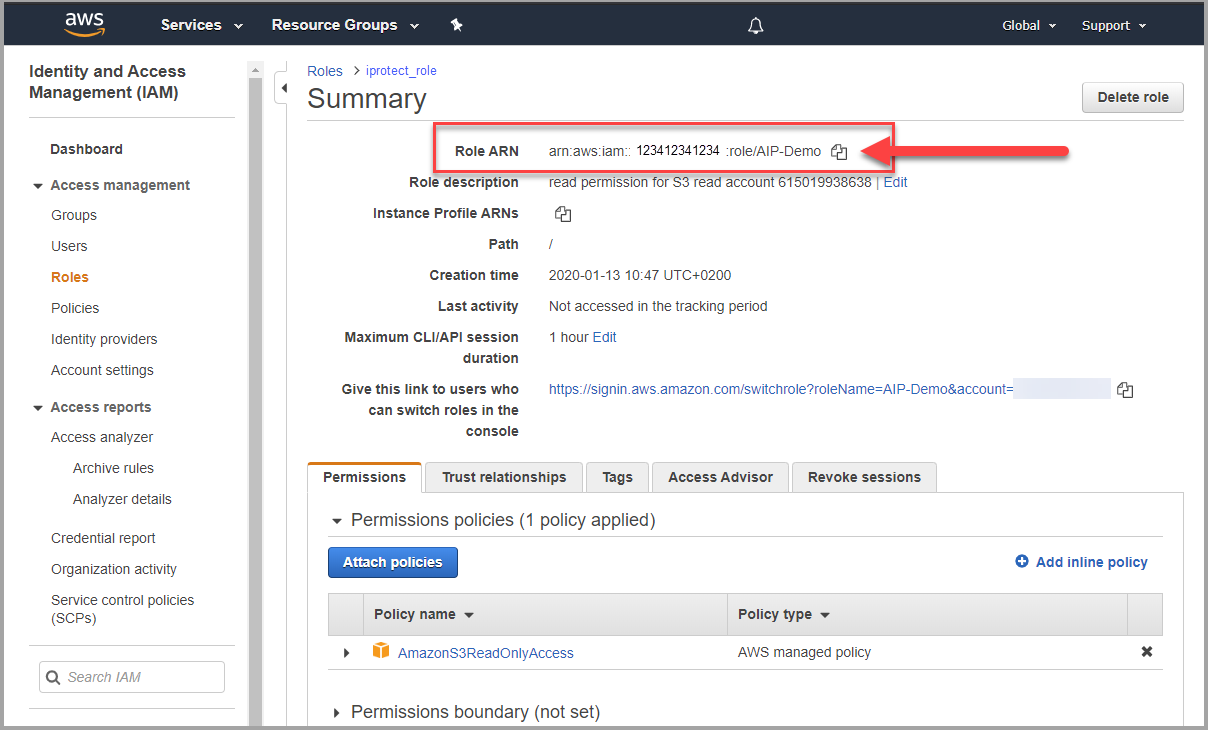 aws Services Resource Groups Global Support
Identity and Access
Management (IAM)
Dashboard
Access management
Groups
Users
Roles
Policies
Identity providers
Account settings
Access reports
Access analyzer
Archive rules
Analyzer details
Credential report
Organization activity
Service control policies
(SCPs)
Search IAM
Roles > iprotect_role
Summary
Delete role
Role ARN arn:aws:iam:: 123412341234 :role/AIP-Demo
Role description read permission for S3 read account 615019938638 | Edit
Instance Profile ARNs
Path /
Creation time 2020-01-13 10:47 UTC+0200
Last activity Not accessed in the tracking period
Maximum CLI/API session
duration
1 hour Edit
Give this link to users who
can switch roles in the
console
https://signin.aws.amazon.com/switchrole?roleName=AIP-Demo&account=
Permissions Trust relationships Tags Access Advisor Revoke sessions
Permissions policies (1 policy applied)
Attach policies Add inline policy
Policy name Policy type
AmazonS3ReadOnlyAccess AWS managed policy
Permissions boundary (not set)